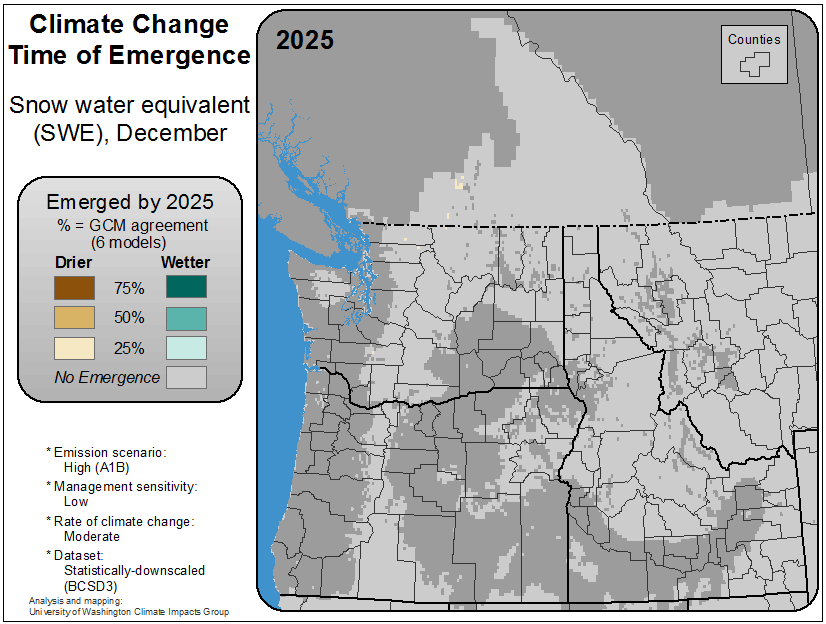 Climate Change
Time of Emergence
Snow water equivalent
(SWE), December
2025
Counties
Emerged by 2025
% = GCM agreement
(6 models)
Drier Wetter
75%
50%
25%
No Emergence
* Emission scenario:
High (A1B)
* Management sensitivity:
Low
* Rate of climate change:
Moderate
* Dataset:
Statistically-downscaled
(BCSD3)
Analysis and mapping:
University of Washington Climate Impacts Group